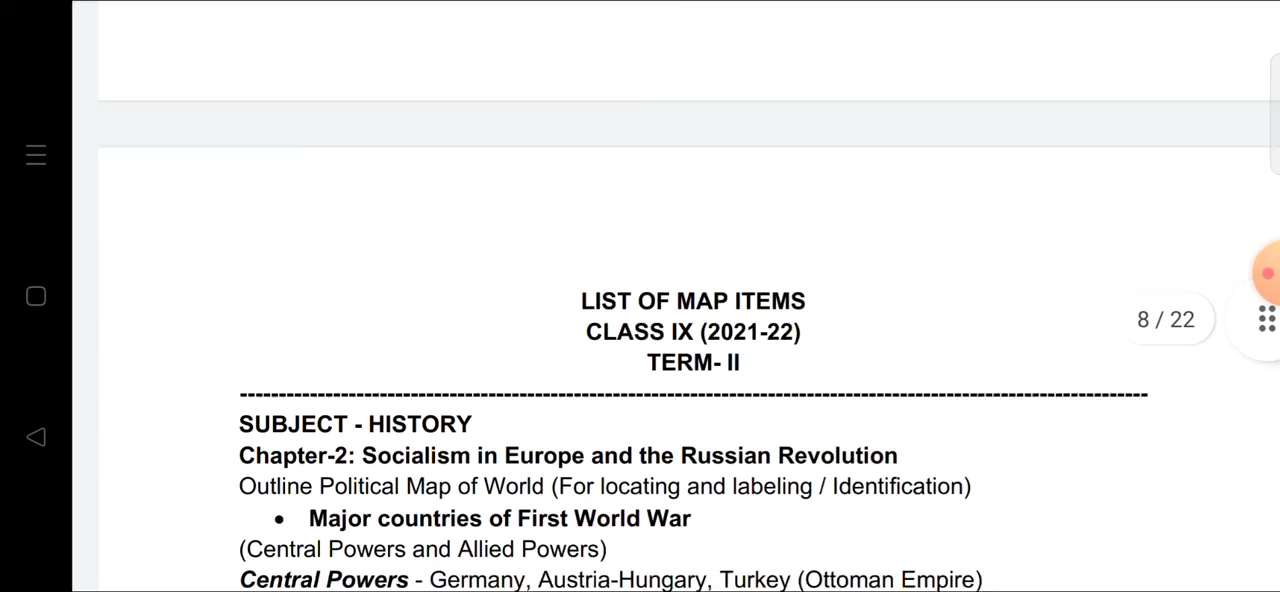 LIST OF MAP ITEMS
CLASS IX (2021-22)
TERM- II
8 / 22
-----------------------------------------------------------------------------------------------------------------
SUBJECT - HISTORY
Chapter-2: Socialism in Europe and the Russian Revolution
Outline Political Map of World (For locating and labeling / Identification)
• Major countries of First World War
(Central Powers and Allied Powers)
Central Powers - Germany, Austria-Hungary, Turkey (Ottoman Empire)